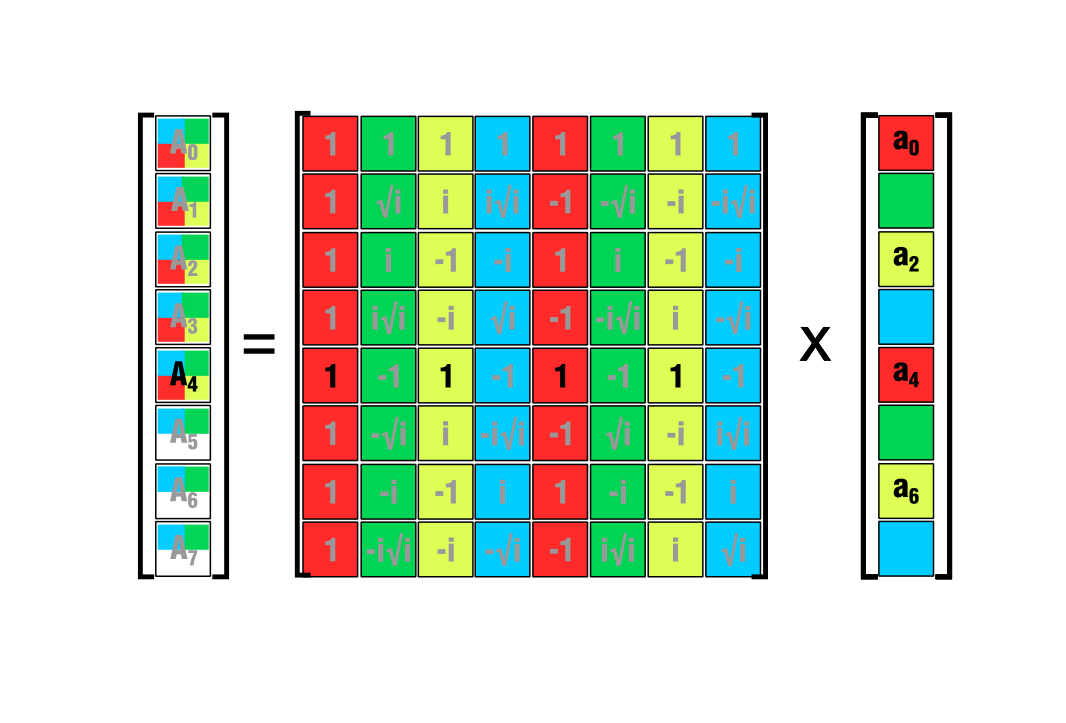 A0 1 1 1 1 1 1 1 1 a0
A1 1 √i i i√i -1 -√i -i -i√i
A2 1 i -1 -i 1 i -1 -i a2
A3 1 i√i -i √i -1 -i√i i -√i
= x
A4 1 -1 1 -1 1 -1 1 -1 a4
A5 1 -√i i -i√i -1 √i -i i√i
A6 1 -i -1 i 1 -i -1 i a6
A7 1 -i√i -i -√i -1 i√i i √i